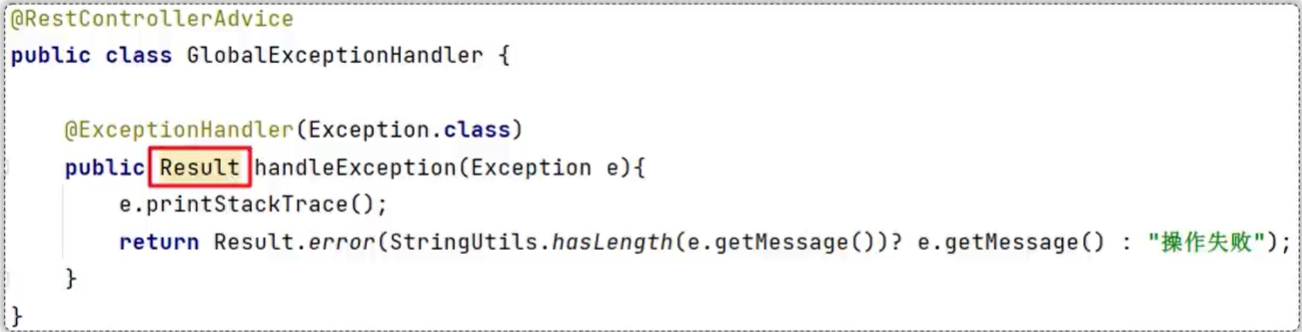 @RestControllerAdvice
public class GlobalExceptionHandler {
@ExceptionHandler(Exception.class)
public Result handleException(Exception e){
e.printStackTrace();
return Result.error(StringUtils.hasLength(e.getMessage())? e.getMessage() : "操作失败");
}
}